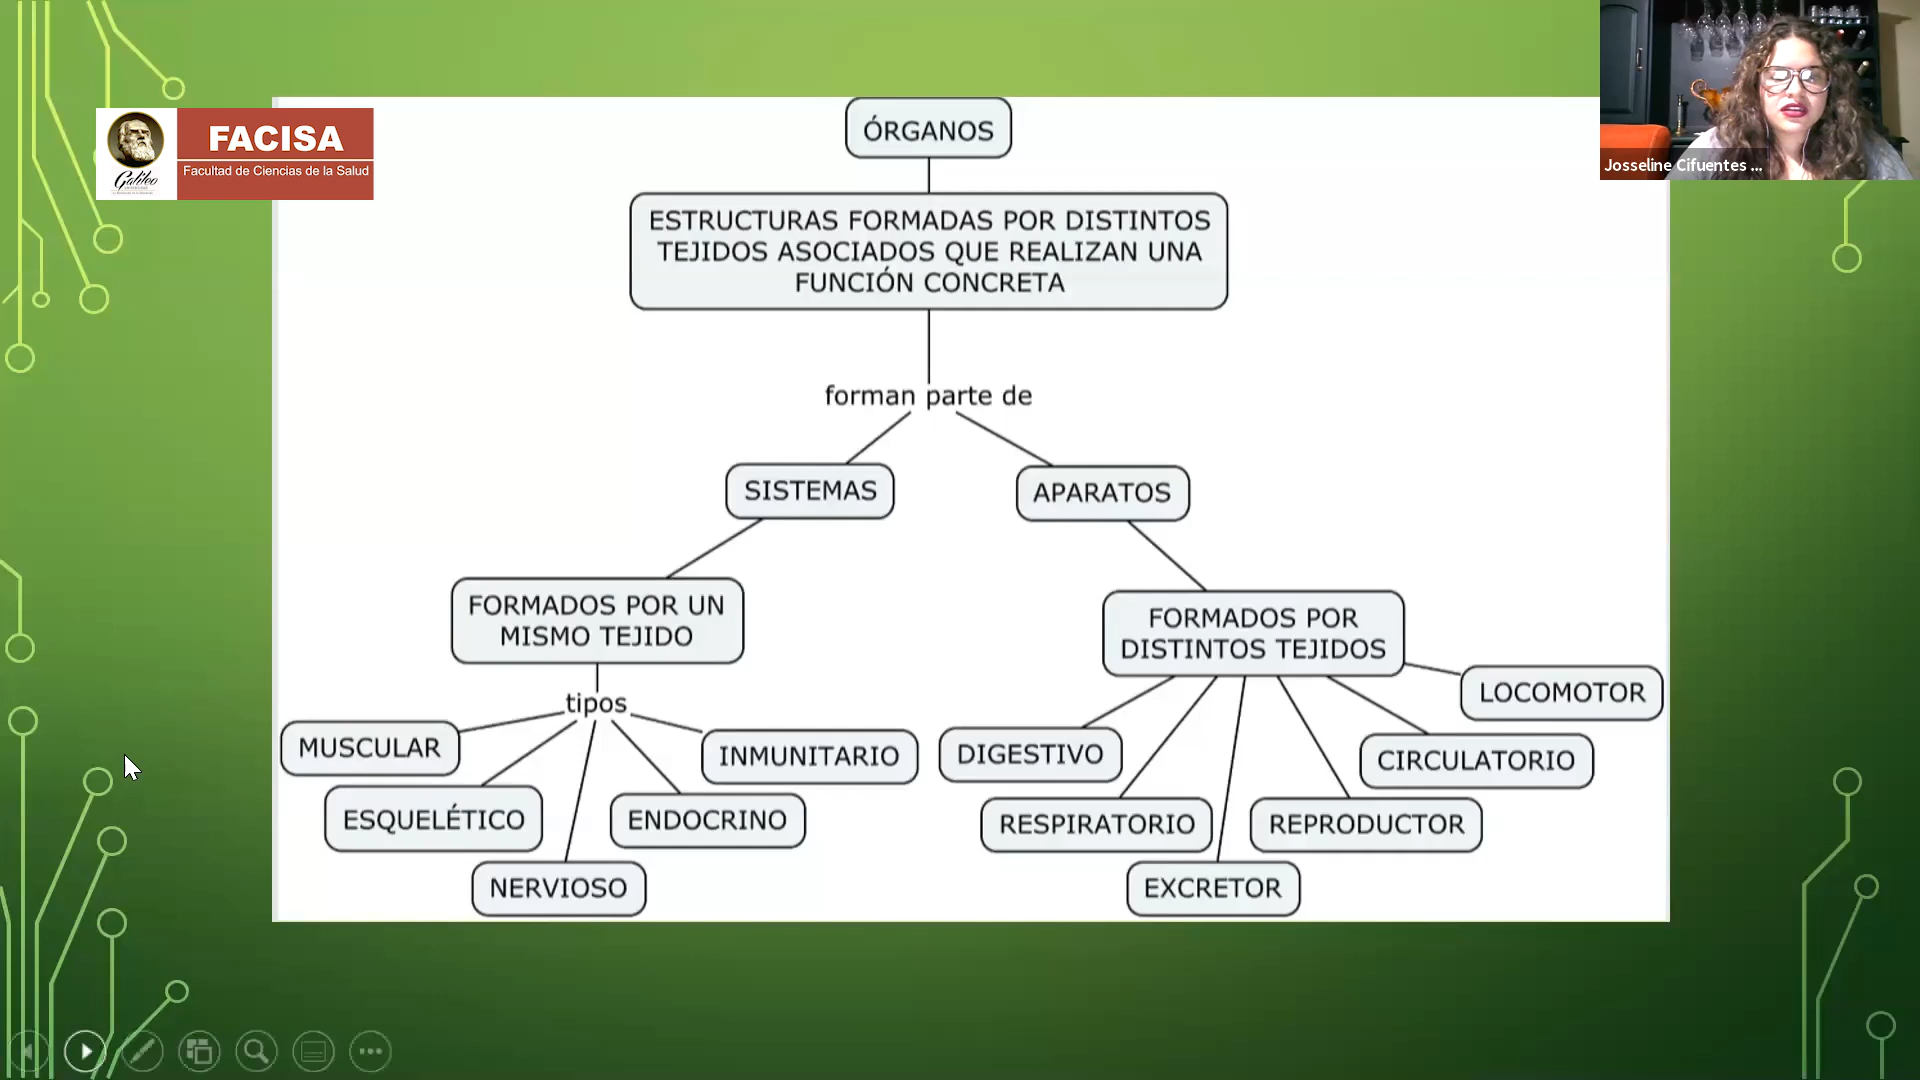 FACISA
Facultad de Ciencias de la Salud
Galileo
Josseline Cifuentes ...
ÓRGANOS
ESTRUCTURAS FORMADAS POR DISTINTOS
TEJIDOS ASOCIADOS QUE REALIZAN UNA
FUNCIÓN CONCRETA
forman parte de
SISTEMAS
APARATOS
FORMADOS POR UN
MISMO TEJIDO
FORMADOS POR
DISTINTOS TEJIDOS
tipos
MUSCULAR
ESQUELÉTICO
NERVIOSO
ENDOCRINO
INMUNITARIO
DIGESTIVO
RESPIRATORIO
EXCRETOR
REPRODUCTOR
CIRCULATORIO
LOCOMOTOR